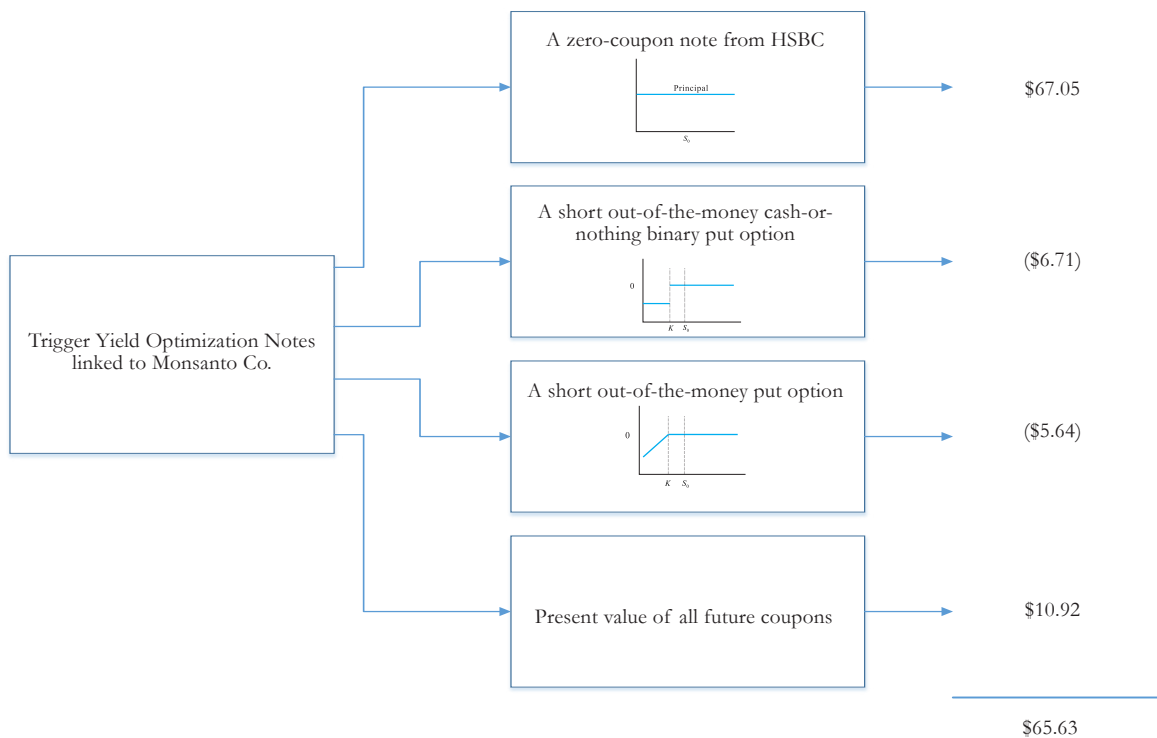 A zero-coupon note from HSBC
Principal
S₀
$67.05
A short out-of-the-money cash-or-
nothing binary put option
0
K S₀
($6.71)
Trigger Yield Optimization Notes
linked to Monsanto Co.
A short out-of-the-money put option
0
K S₀
($5.64)
Present value of all future coupons
$10.92
$65.63